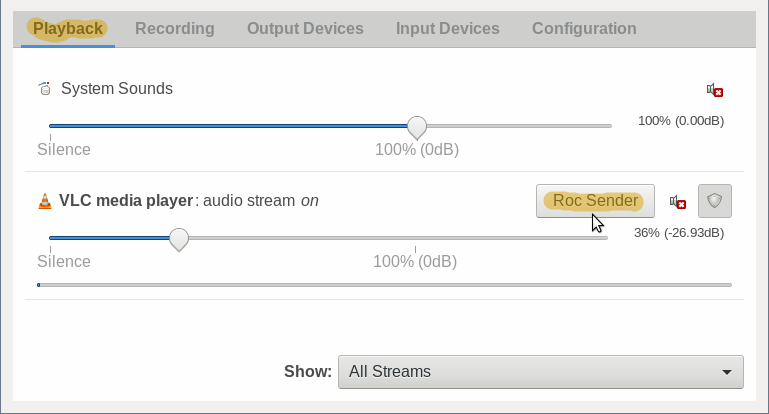 Playback Recording Output Devices Input Devices Configuration
System Sounds
100% (0.00dB)
Silence 100% (0dB)
VLC media player: audio stream on Roc Sender
36% (-26.93dB)
Silence 100% (0dB)
Show: All Streams